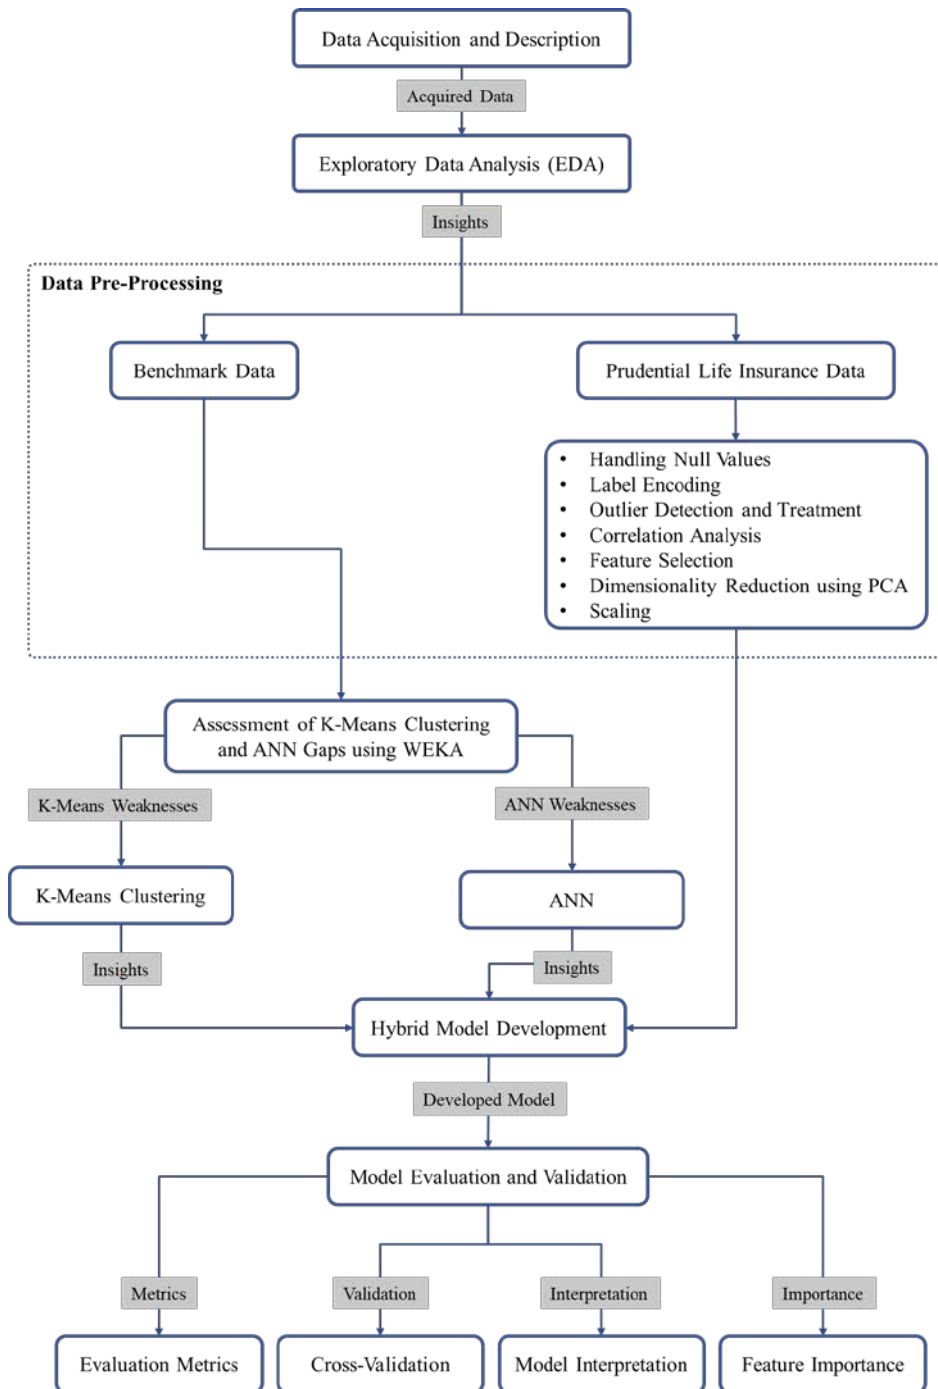 Data Acquisition and Description
Acquired Data
Exploratory Data Analysis (EDA)
Insights
Data Pre-Processing
Benchmark Data
Prudential Life Insurance Data
• Handling Null Values
• Label Encoding
• Outlier Detection and Treatment
• Correlation Analysis
• Feature Selection
• Dimensionality Reduction using PCA
• Scaling
Assessment of K-Means Clustering
and ANN Gaps using WEKA
K-Means Weaknesses
ANN Weaknesses
K-Means Clustering
ANN
Insights
Insights
Hybrid Model Development
Developed Model
Model Evaluation and Validation
Metrics
Validation
Interpretation
Importance
Evaluation Metrics
Cross-Validation
Model Interpretation
Feature Importance